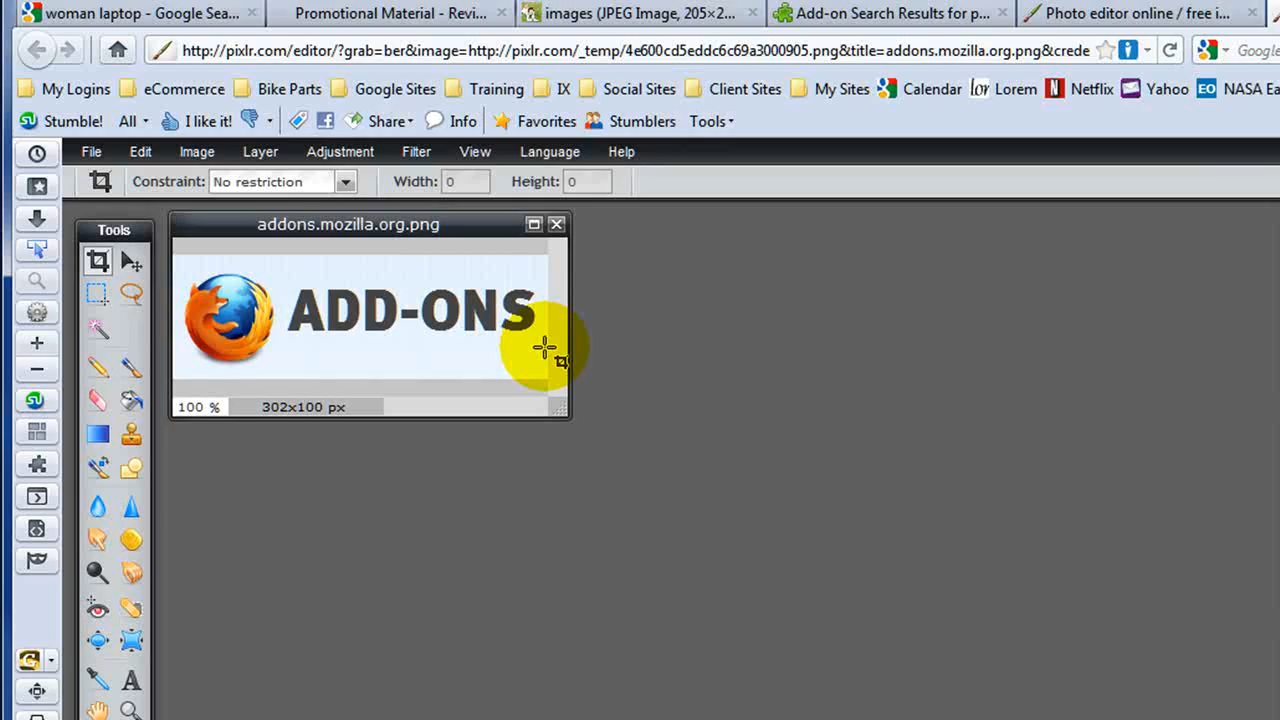 woman laptop - Google Sea... Promotional Material - Revi... images (JPEG Image, 205×2... Add-on Search Results for p... Photo editor online / free i...
http://pixlr.com/editor/?grab=ber&image=http://pixlr.com/_temp/4e600cd5eddc6c69a3000905.png&title=addons.mozilla.org.png&crede Google
My Logins eCommerce Bike Parts Google Sites Training IX Social Sites Client Sites My Sites Calendar lor Lorem N Netflix Yahoo EO NASA Ea
Stumble! All I like it! Share Info Favorites Stumblers Tools
File Edit Image Layer Adjustment Filter View Language Help
Constraint: No restriction Width: 0 Height: 0
Tools
addons.mozilla.org.png
ADD-ONS
100 % 302x100 px
A